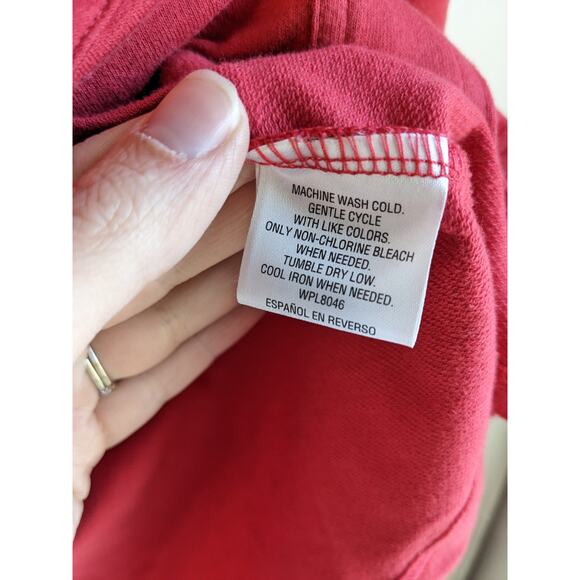 MACHINE WASH COLD.
GENTLE CYCLE
WITH LIKE COLORS.
ONLY NON-CHLORINE BLEACH
WHEN NEEDED.
TUMBLE DRY LOW.
COOL IRON WHEN NEEDED.
WPL8046
ESPAÑOL EN REVERSO